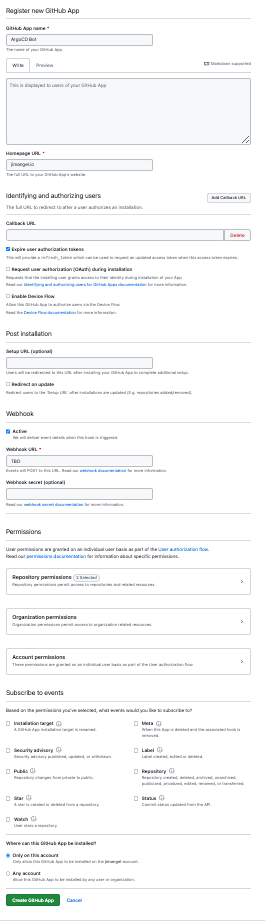 Register new GitHub App
GitHub App name *
ArgoCD Bot
The name of your GitHub App.
Write
Preview
Markdown supported
This is displayed to users of your GitHub App
Homepage URL *
jimangel.io
The full URL to your GitHub App's website.
Identifying and authorizing users
Add Callback URL
The full URL to redirect to after a user authorizes an installation.
Callback URL
Delete
Expire user authorization tokens
This will provide a refresh_token which can be used to request an updated access token when this access token expires.
Request user authorization (OAuth) during installation
Requests that the installing user grants access to their identity during installation of your App
Read our Identifying and authorizing users for GitHub Apps documentation for more information.
Enable Device Flow
Allow this GitHub App to authorize users via the Device Flow.
Read the Device Flow documentation for more information.
Post installation
Setup URL (optional)
Users will be redirected to this URL after installing your GitHub App to complete additional setup.
Redirect on update
Redirect users to the 'Setup URL' after installations are updated (E.g. repositories added/removed).
Webhook
Active
We will deliver event details when this hook is triggered.
Webhook URL *
TBD
Events will POST to this URL. Read our webhook documentation for more information.
Webhook secret (optional)
Read our webhook secret documentation for more information.
Permissions
User permissions are granted on an individual user basis as part of the User authorization flow.
Read our permissions documentation for information about specific permissions.
Repository permissions 3 Selected
Repository permissions permit access to repositories and related resources.
Organization permissions
Organization permissions permit access to organization related resources.
Account permissions
These permissions are granted on an individual user basis as part of the User authorization flow.
Subscribe to events
Based on the permissions you've selected, what events would you like to subscribe to?
Installation target
A GitHub App installation target is renamed.
Meta
When this App is deleted and the associated hook is
removed.
Security advisory
Security advisory published, updated, or withdrawn.
Label
Label created, edited or deleted.
Public
Repository changes from private to public.
Repository
Repository created, deleted, archived, unarchived,
publicized, privatized, edited, renamed, or transferred.
Star
A star is created or deleted from a repository.
Status
Commit status updated from the API.
Watch
User stars a repository.
Where can this GitHub App be installed?
Only on this account
Only allow this GitHub App to be installed on the jimangel account.
Any account
Allow this GitHub App to be installed by any user or organization.
Create GitHub App
Cancel